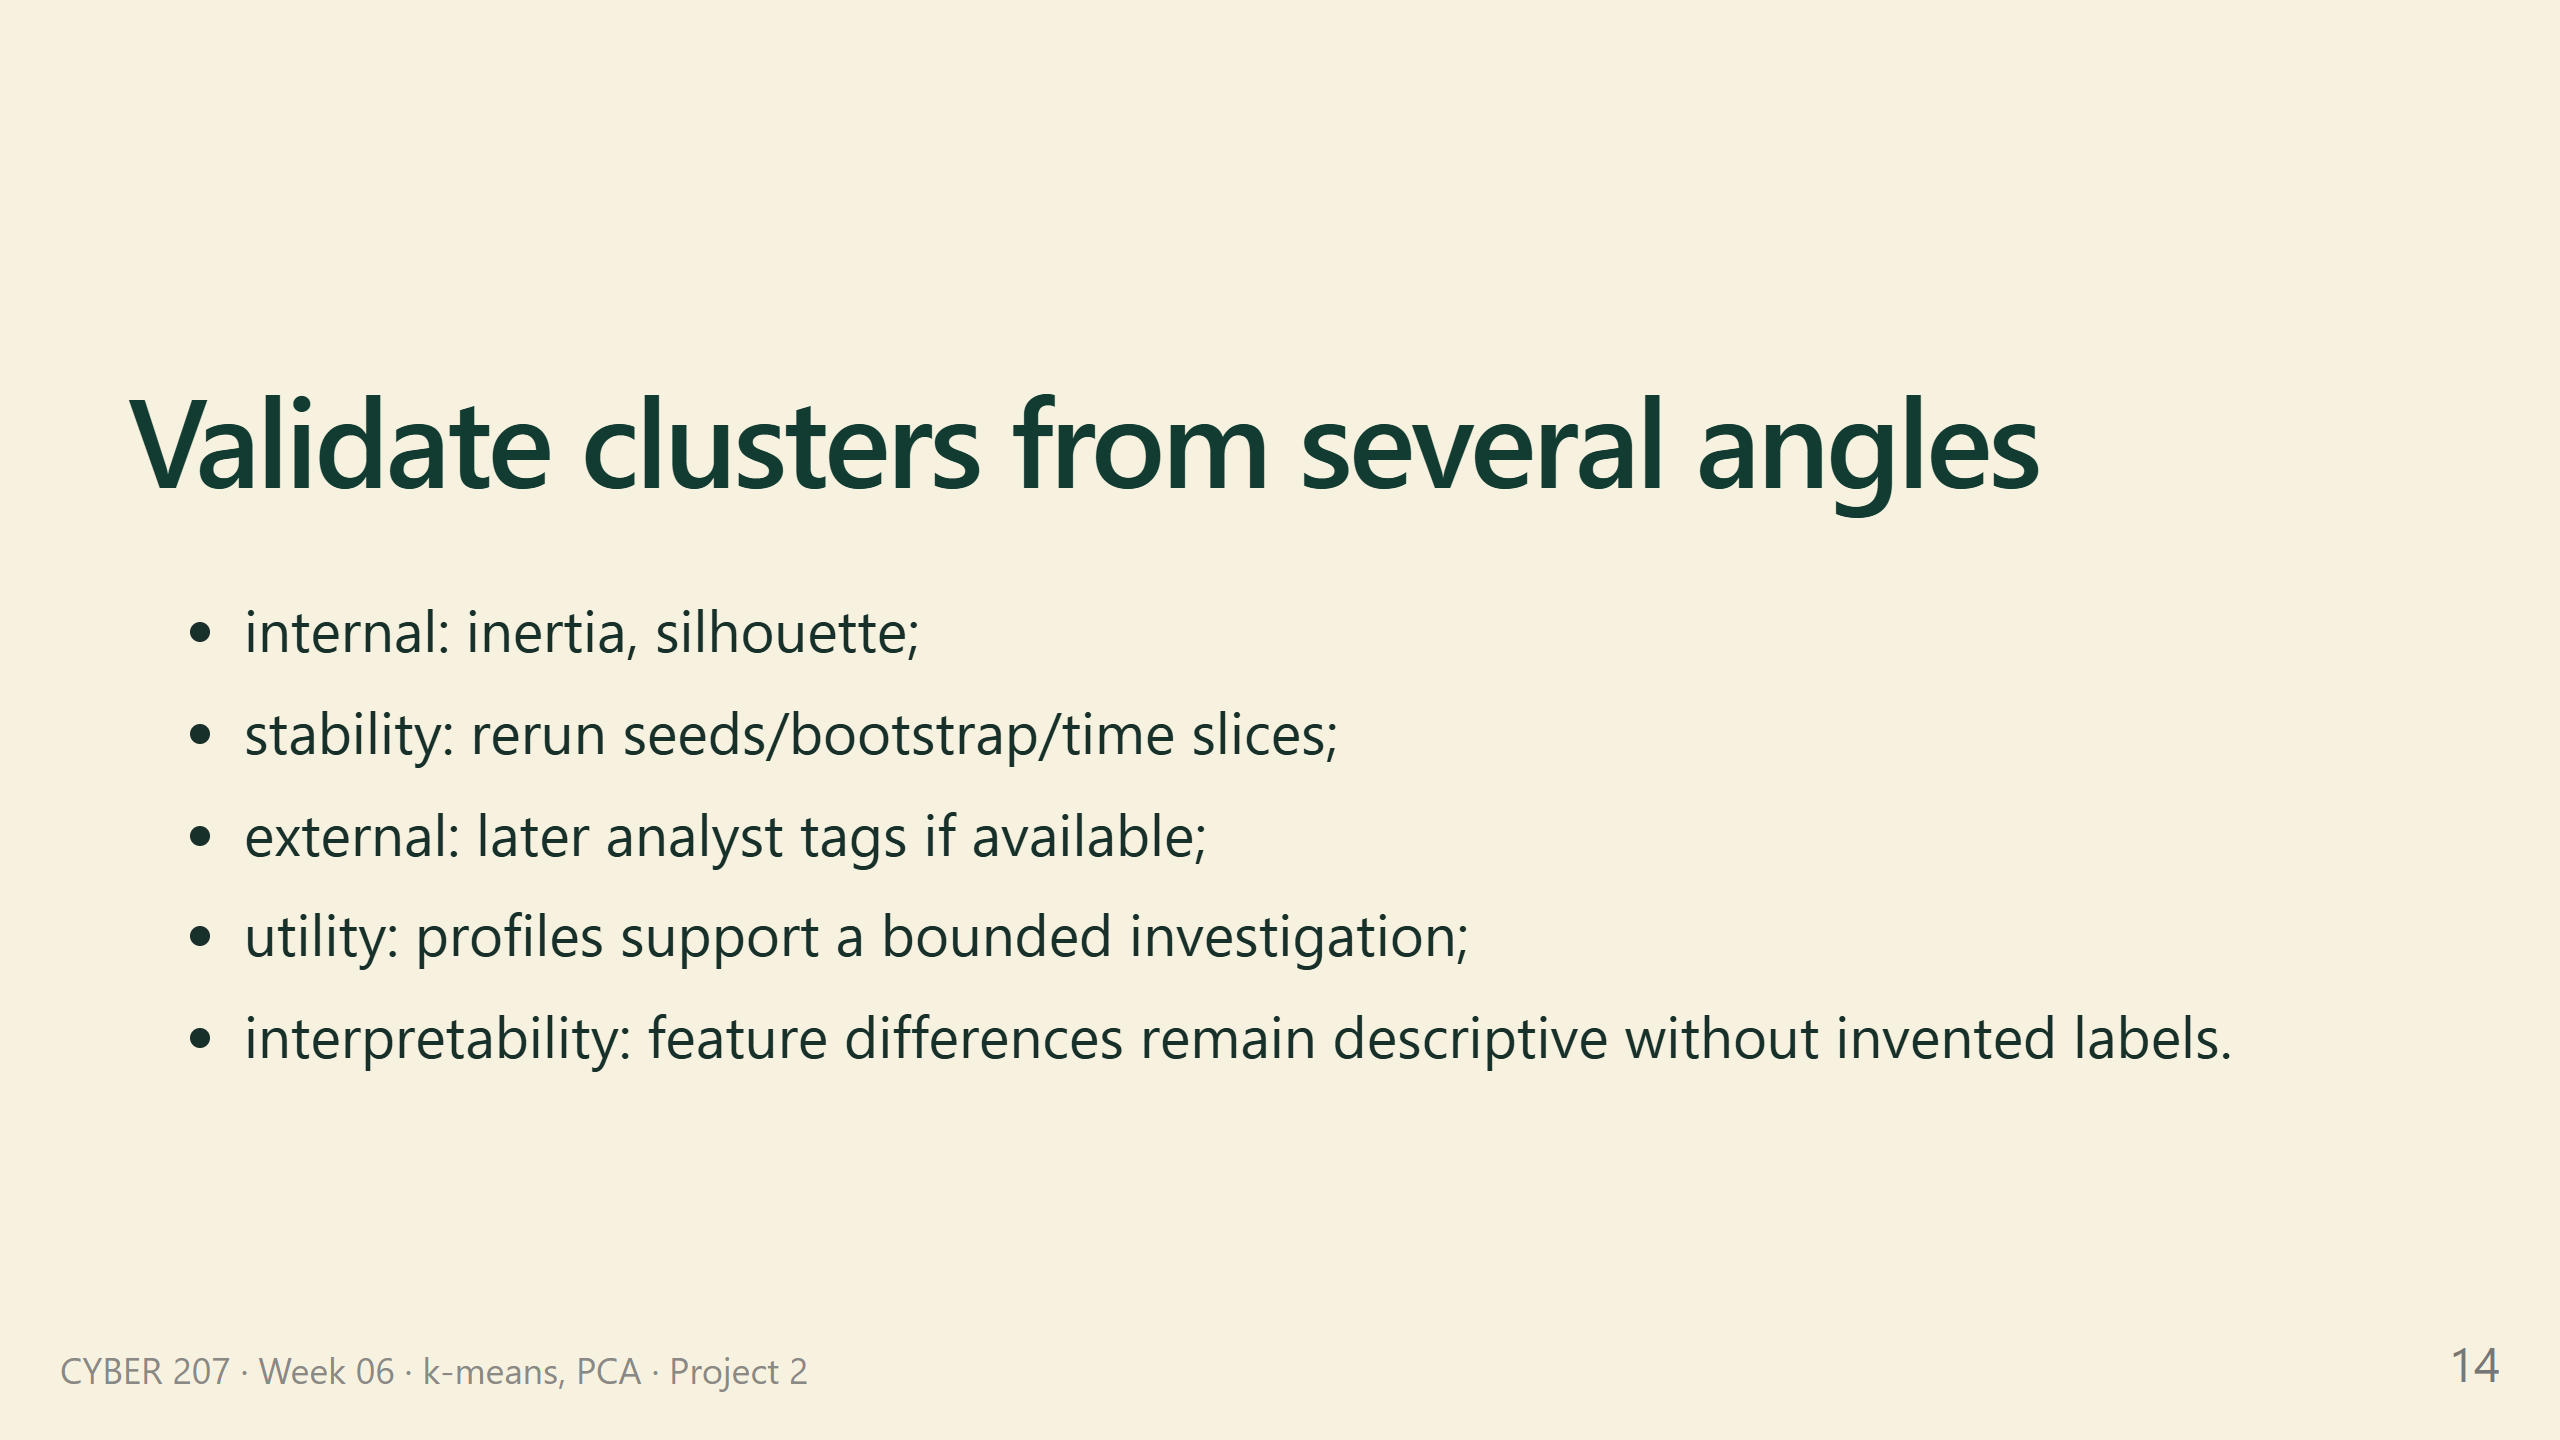 Validate clusters from several angles
• internal: inertia, silhouette;
• stability: rerun seeds/bootstrap/time slices;
• external: later analyst tags if available;
• utility: profiles support a bounded investigation;
• interpretability: feature differences remain descriptive without invented labels.
CYBER 207 · Week 06 · k-means, PCA · Project 2
14